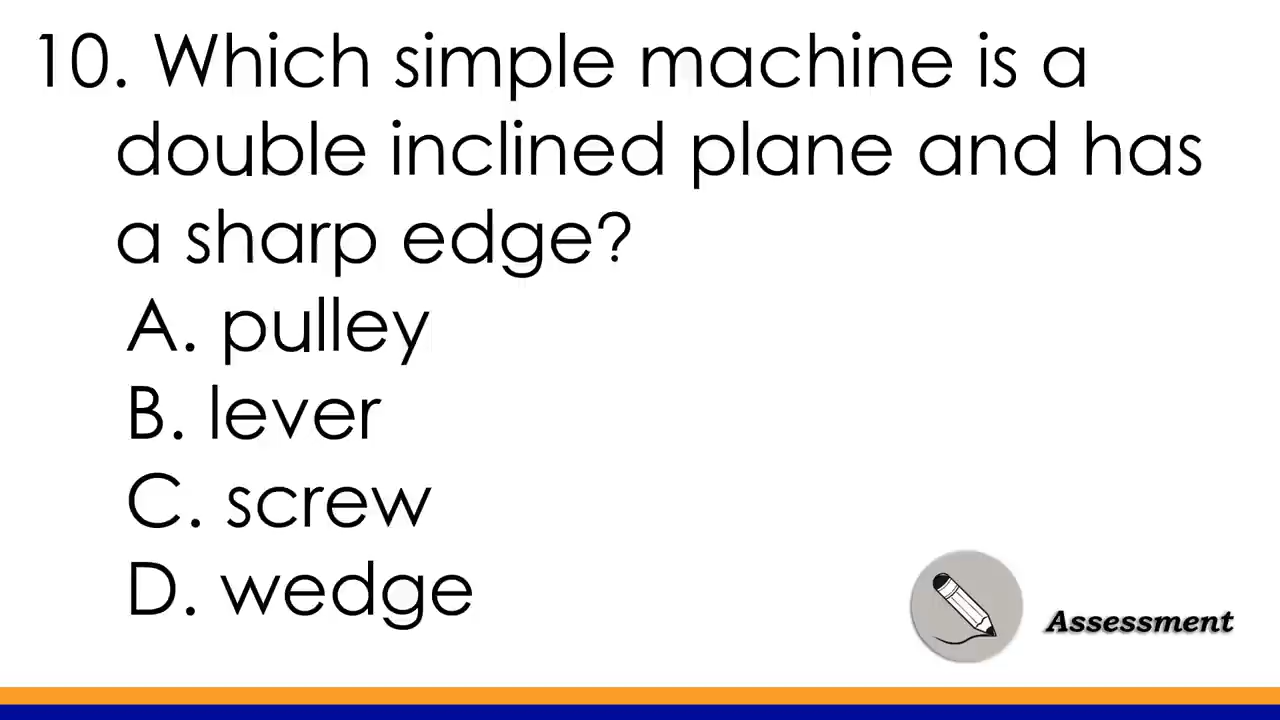 10. Which simple machine is a
double inclined plane and has
a sharp edge?
A. pulley
B. lever
C. screw
D. wedge
Assessment